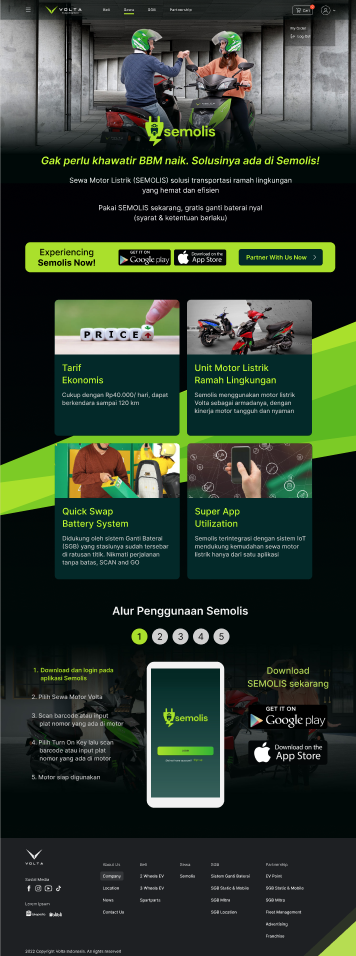 VOLTA
Beli
Sewa
SGB
Partnership
Cart
My Order
Log Out
semolis
Gak perlu khawatir BBM naik. Solusinya ada di Semolis!
Sewa Motor Listrik (SEMOLIS) solusi transportasi ramah lingkungan
yang hemat dan efisien
Pakai SEMOLIS sekarang, gratis ganti baterai nya!
(syarat & ketentuan berlaku)
Experiencing
Semolis Now!
GET IT ON
Google play
Download on the
App Store
Partner With Us Now
PRICE
Tarif
Ekonomis
Cukup dengan Rp40.000/ hari, dapat
berkendara sampai 120 km
Unit Motor Listrik
Ramah Lingkungan
Semolis menggunakan motor listrik
Volta sebagai armadanya, dengan
kinerja motor tangguh dan nyaman
Quick Swap
Battery System
Didukung oleh sistem Ganti Baterai
(SGB) yang stasiunya sudah tersebar
di ratusan titik. Nikmati perjalanan
tanpa batas, SCAN and GO
Super App
Utilization
Semolis terintegrasi dengan sistem IoT
mendukung kemudahan sewa motor
listrik hanya dari satu aplikasi
Alur Penggunaan Semolis
1 2 3 4 5
1. Download dan login pada
aplikasi Semolis
2. Pilih Sewa Motor Volta
3. Scan barcode atau input
plat nomor yang ada di motor
4. Pilih Turn On Key lalu scan
barcode atau input plat
nomor yang ada di motor
5. Motor siap digunakan
semolis
Download
SEMOLIS sekarang
GET IT ON
Google play
Download on the
App Store
VOLTA
Sosial Media
Lorem Ipsum
About Us
Company
Location
News
Contact Us
Beli
2 Wheels EV
3 Wheels EV
Spartparts
Sewa
Semolis
SGB
Sistem Ganti Baterai
SGB Static & Mobile
SGB Mitra
SGB Location
Partnership
EV Point
SGB Static & Mobile
SGB Mitra
Fleet Management
Advertising
Franchise
2022 Copyright Volta Indonesia. All rights reserved